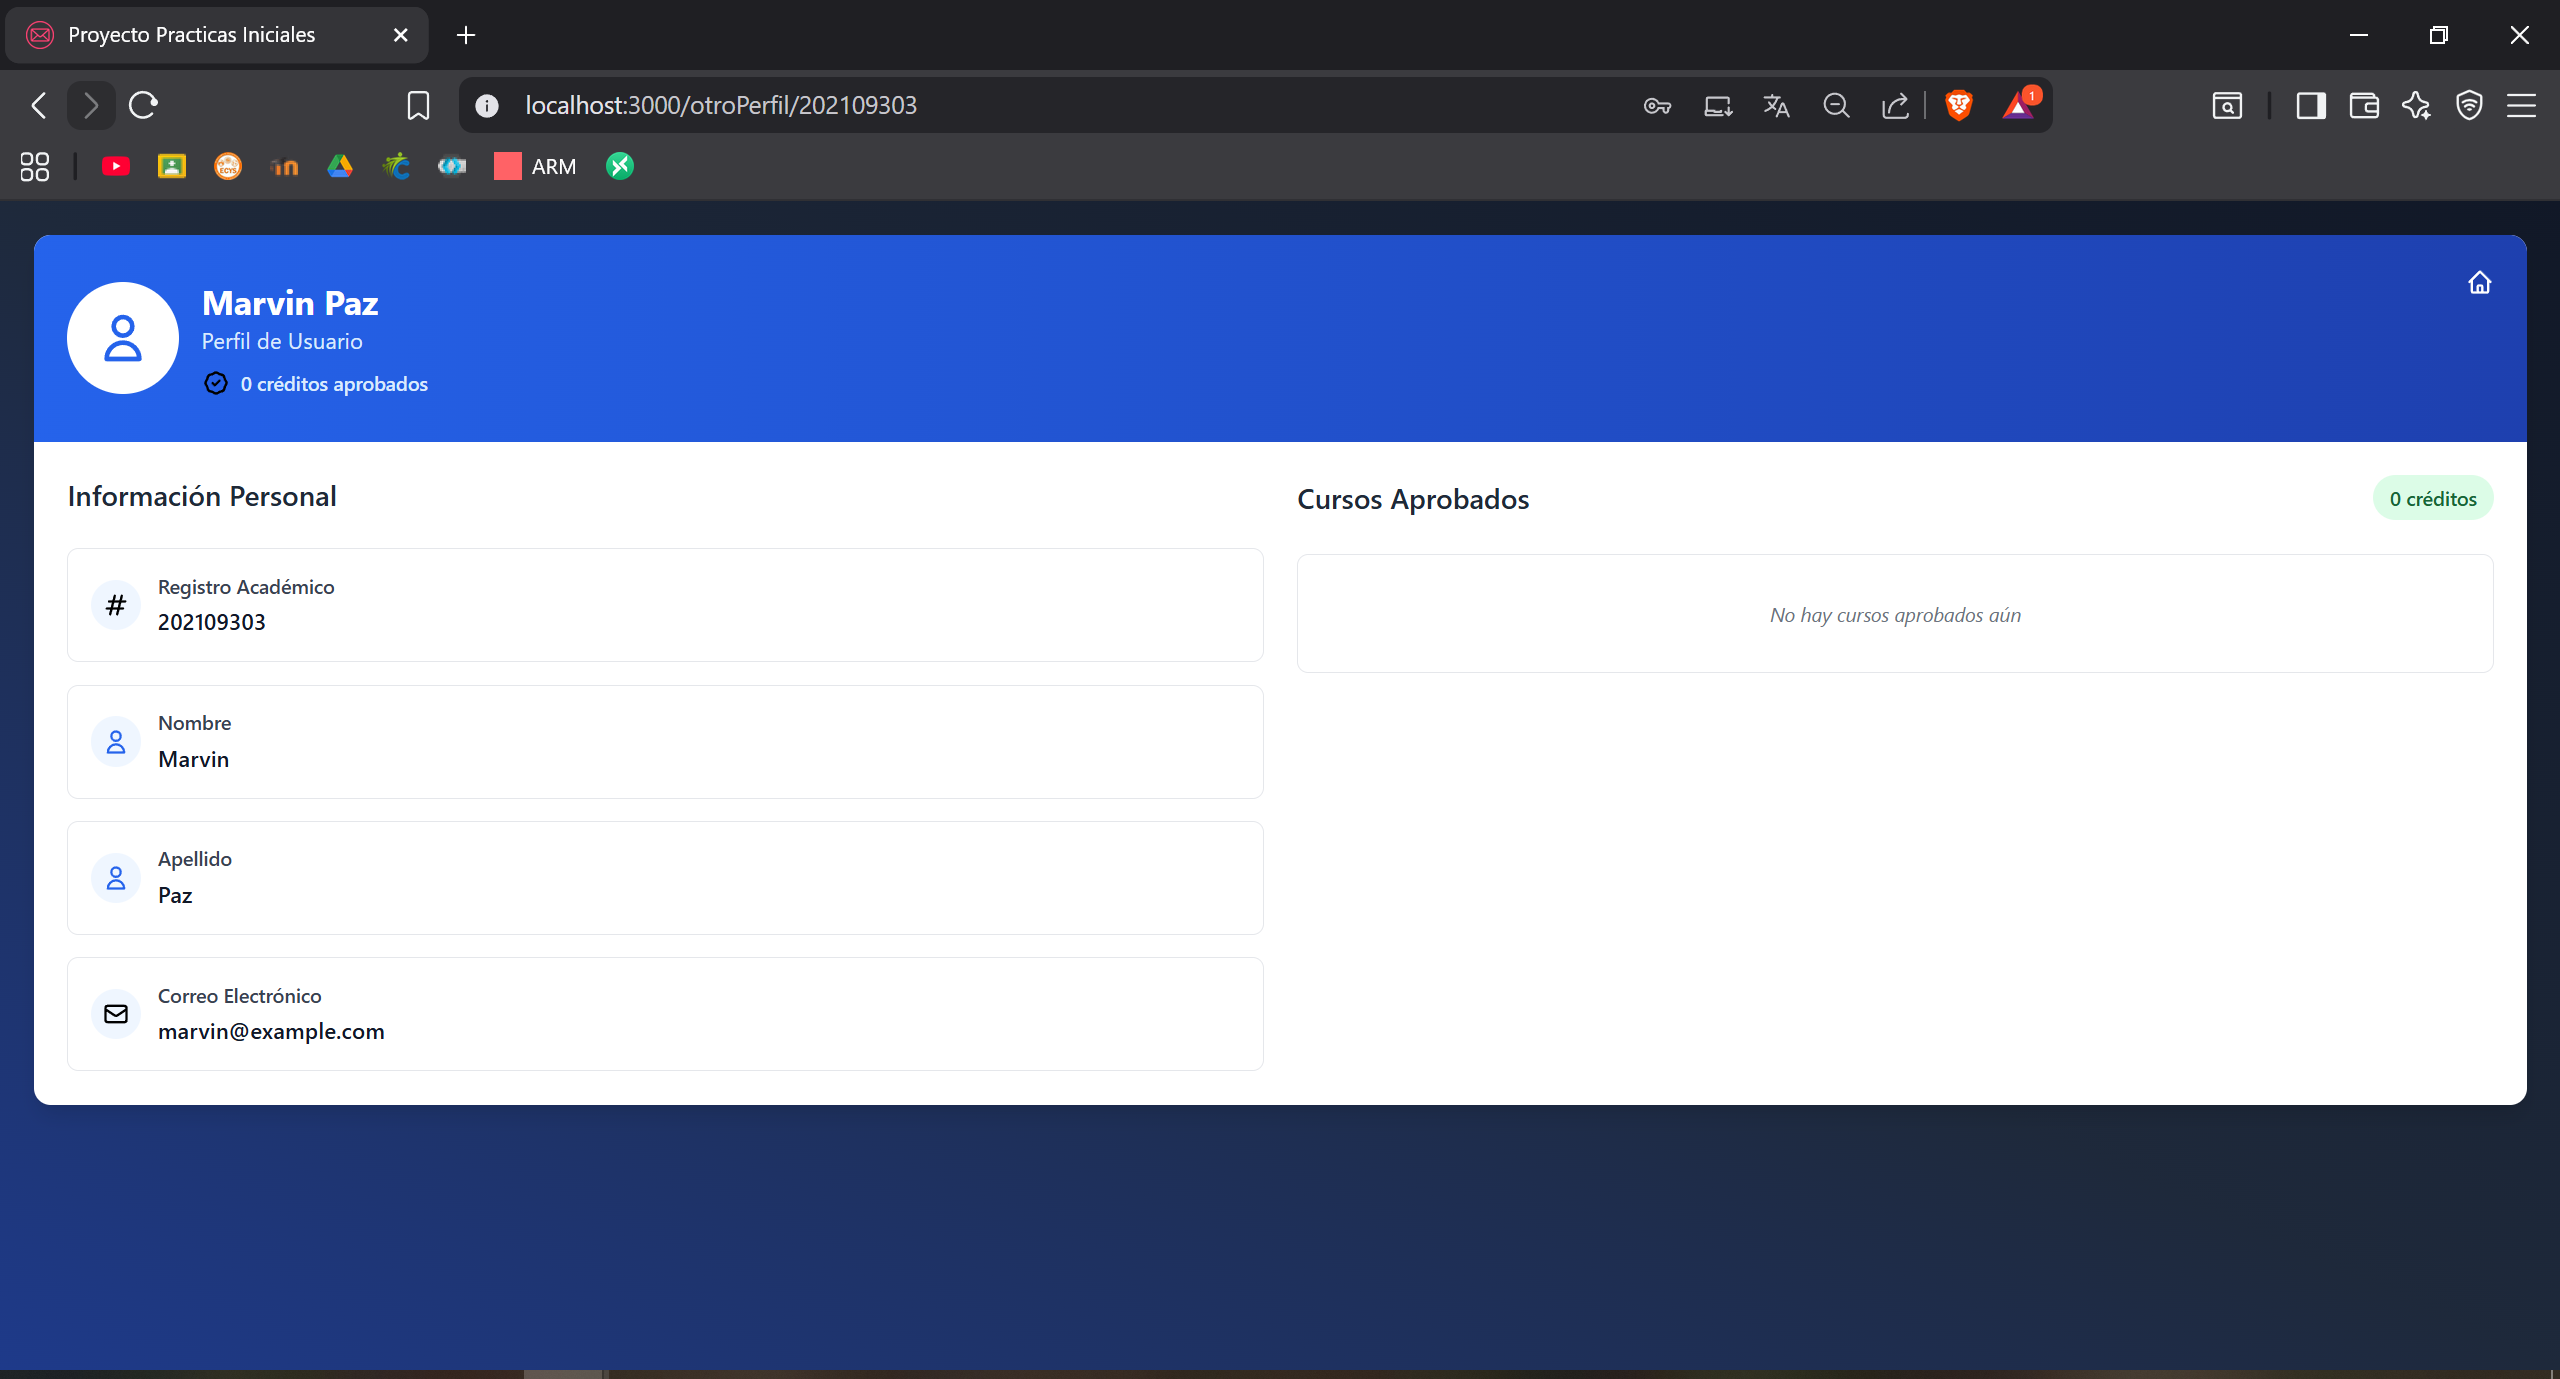 Proyecto Practicas Iniciales
localhost:3000/otroPerfil/202109303
1
ECYS
ARM
Marvin Paz
Perfil de Usuario
0 créditos aprobados
Información Personal
Registro Académico
202109303
Nombre
Marvin
Apellido
Paz
Correo Electrónico
marvin@example.com
Cursos Aprobados
0 créditos
No hay cursos aprobados aún